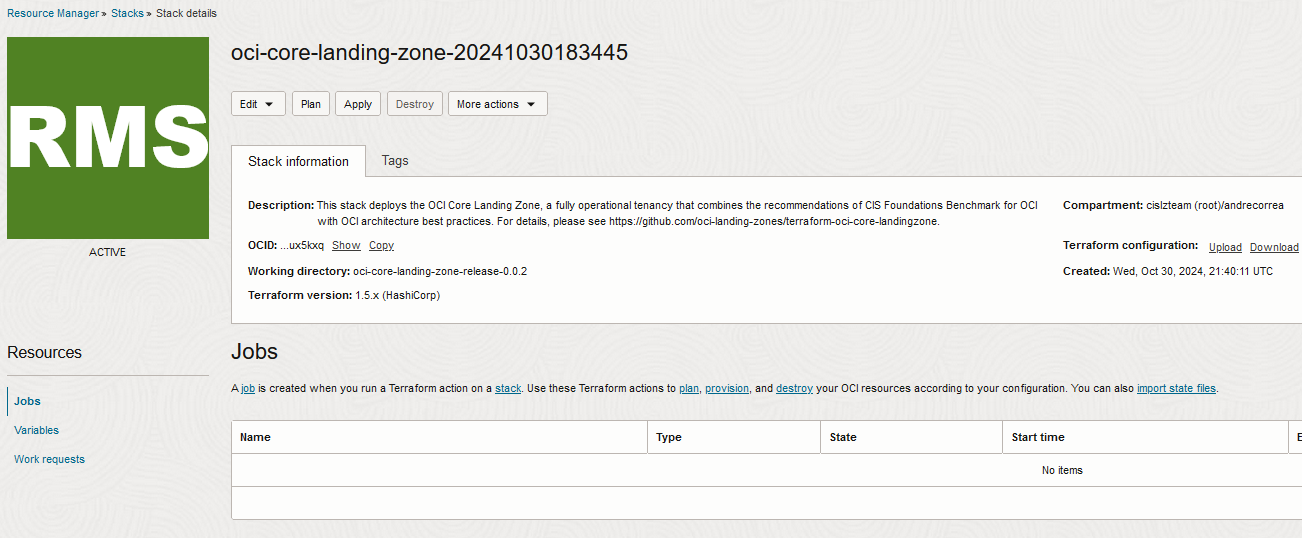 Resource Manager » Stacks » Stack details
RMS
ACTIVE
oci-core-landing-zone-20241030183445
Edit Plan Apply Destroy More actions
Stack information Tags
Description: This stack deploys the OCI Core Landing Zone, a fully operational tenancy that combines the recommendations of CIS Foundations Benchmark for OCI
with OCI architecture best practices. For details, please see https://github.com/oci-landing-zones/terraform-oci-core-landingzone.
OCID: ...ux5kxq Show Copy
Working directory: oci-core-landing-zone-release-0.0.2
Terraform version: 1.5.x (HashiCorp)
Compartment: cislzteam (root)/andrecorrea
Terraform configuration: Upload Download
Created: Wed, Oct 30, 2024, 21:40:11 UTC
Resources
Jobs
Variables
Work requests
Jobs
A job is created when you run a Terraform action on a stack. Use these Terraform actions to plan, provision, and destroy your OCI resources according to your configuration. You can also import state files.
Name Type State Start time E
No items